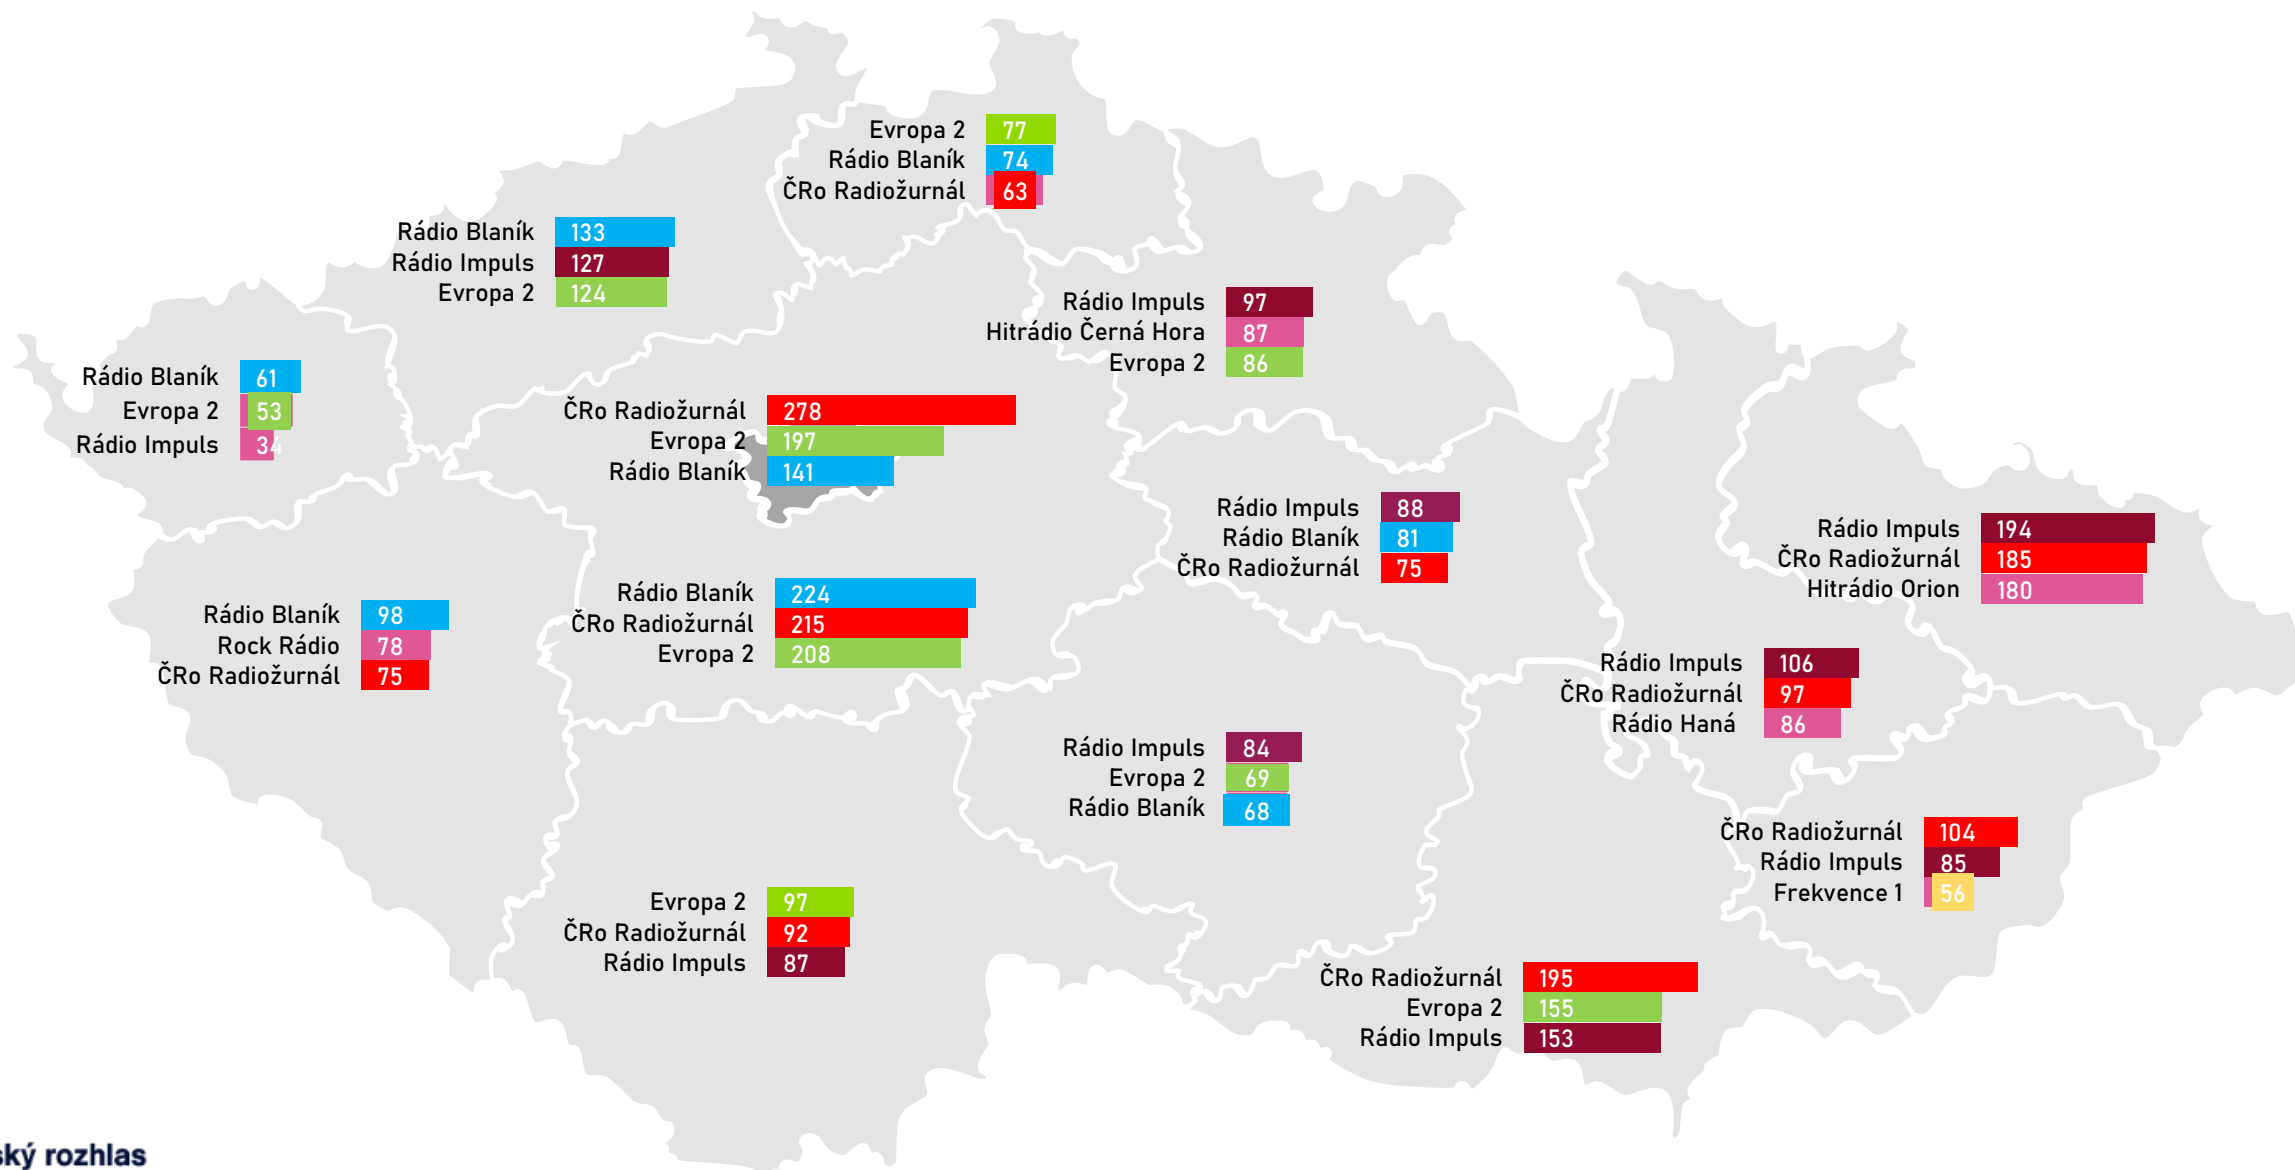 Evropa 2 77
Rádio Blaník 74
ČRo Radiožurnál 63
Rádio Blaník 133
Rádio Impuls 127
Evropa 2 124
Rádio Impuls 97
Hitrádio Černá Hora 87
Evropa 2 86
Rádio Blaník 61
Evropa 2 53
Rádio Impuls 34
ČRo Radiožurnál 278
Evropa 2 197
Rádio Blaník 141
Rádio Impuls 88
Rádio Blaník 81
ČRo Radiožurnál 75
Rádio Impuls 194
ČRo Radiožurnál 185
Hitrádio Orion 180
Rádio Blaník 98
Rock Rádio 78
ČRo Radiožurnál 75
Rádio Blaník 224
ČRo Radiožurnál 215
Evropa 2 208
Rádio Impuls 106
ČRo Radiožurnál 97
Rádio Haná 86
Rádio Impuls 84
Evropa 2 69
Rádio Blaník 68
ČRo Radiožurnál 104
Rádio Impuls 85
Frekvence 1 56
Evropa 2 97
ČRo Radiožurnál 92
Rádio Impuls 87
ČRo Radiožurnál 195
Evropa 2 155
Rádio Impuls 153
ský rozhlas